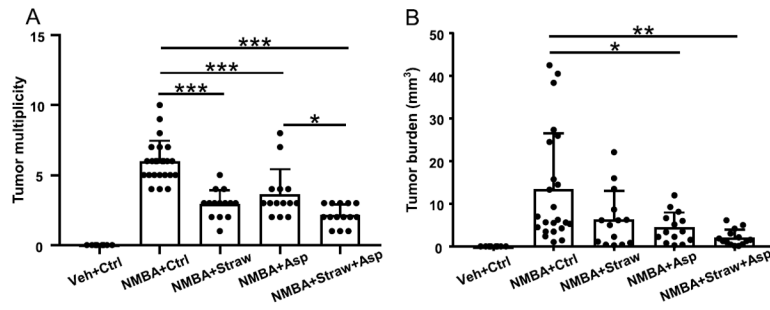 A
Tumor multiplicity
15
10
5
0
***
***
***
*
Veh+Ctrl
NMBA+Ctrl
NMBA+Straw
NMBA+Asp
NMBA+Straw+Asp
B
Tumor burden (mm³)
50
40
30
20
10
0
**
*
Veh+Ctrl
NMBA+Ctrl
NMBA+Straw
NMBA+Asp
NMBA+Straw+Asp